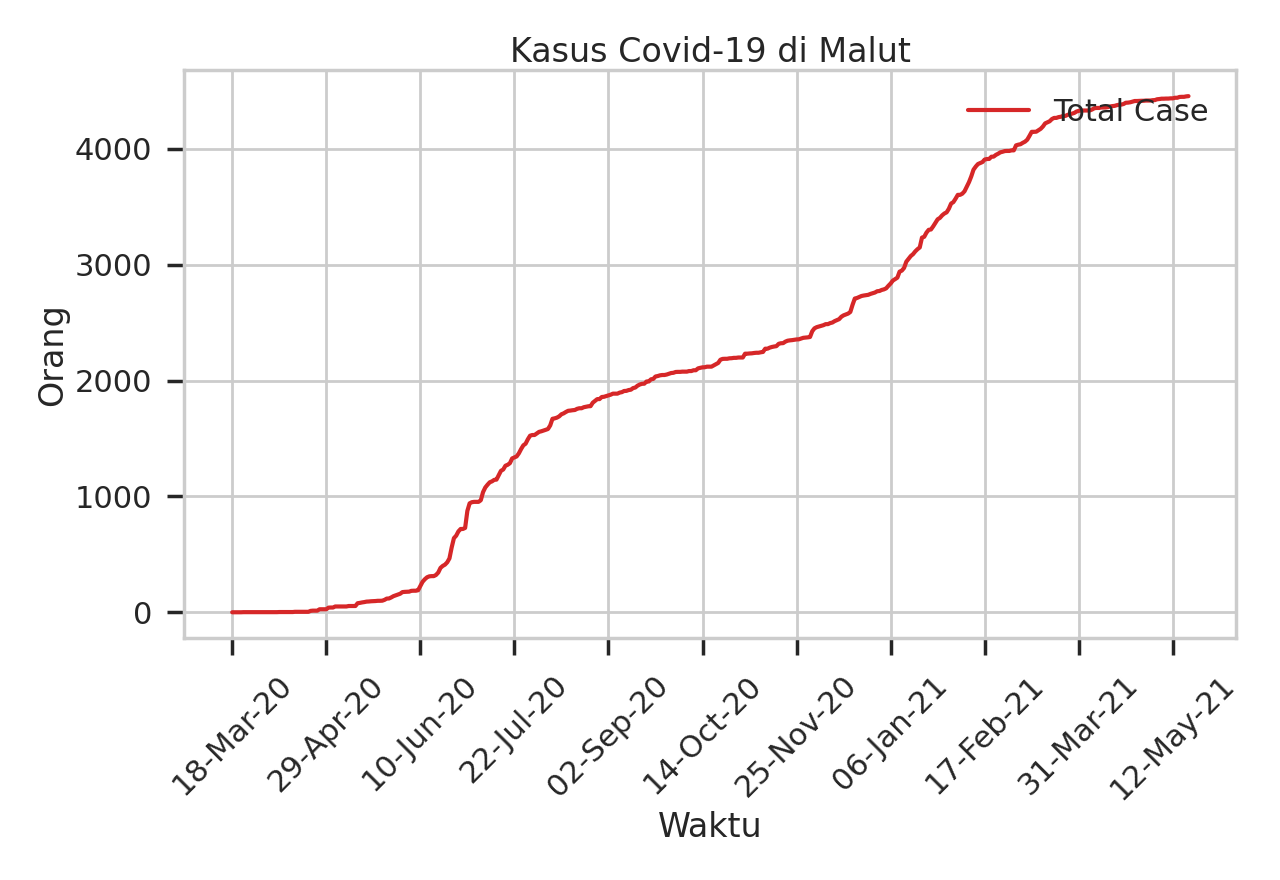 Kasus Covid-19 di Malut
Total Case
4000
3000
2000
1000
0
Orang
18-Mar-20
29-Apr-20
10-Jun-20
22-Jul-20
02-Sep-20
14-Oct-20
25-Nov-20
06-Jan-21
17-Feb-21
31-Mar-21
12-May-21
Waktu